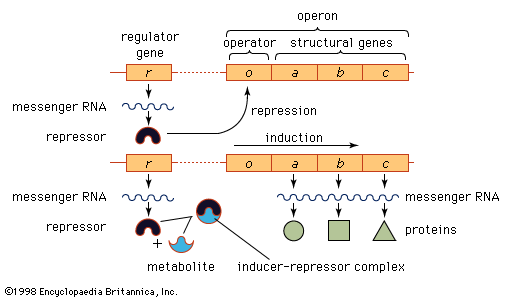 operon
regulator
gene
operator
structural genes
r
o
a
b
c
messenger RNA
repression
repressor
induction
r
o
a
b
c
messenger RNA
messenger RNA
repressor
+
proteins
metabolite
inducer-repressor complex
©1998 Encyclopaedia Britannica, Inc.